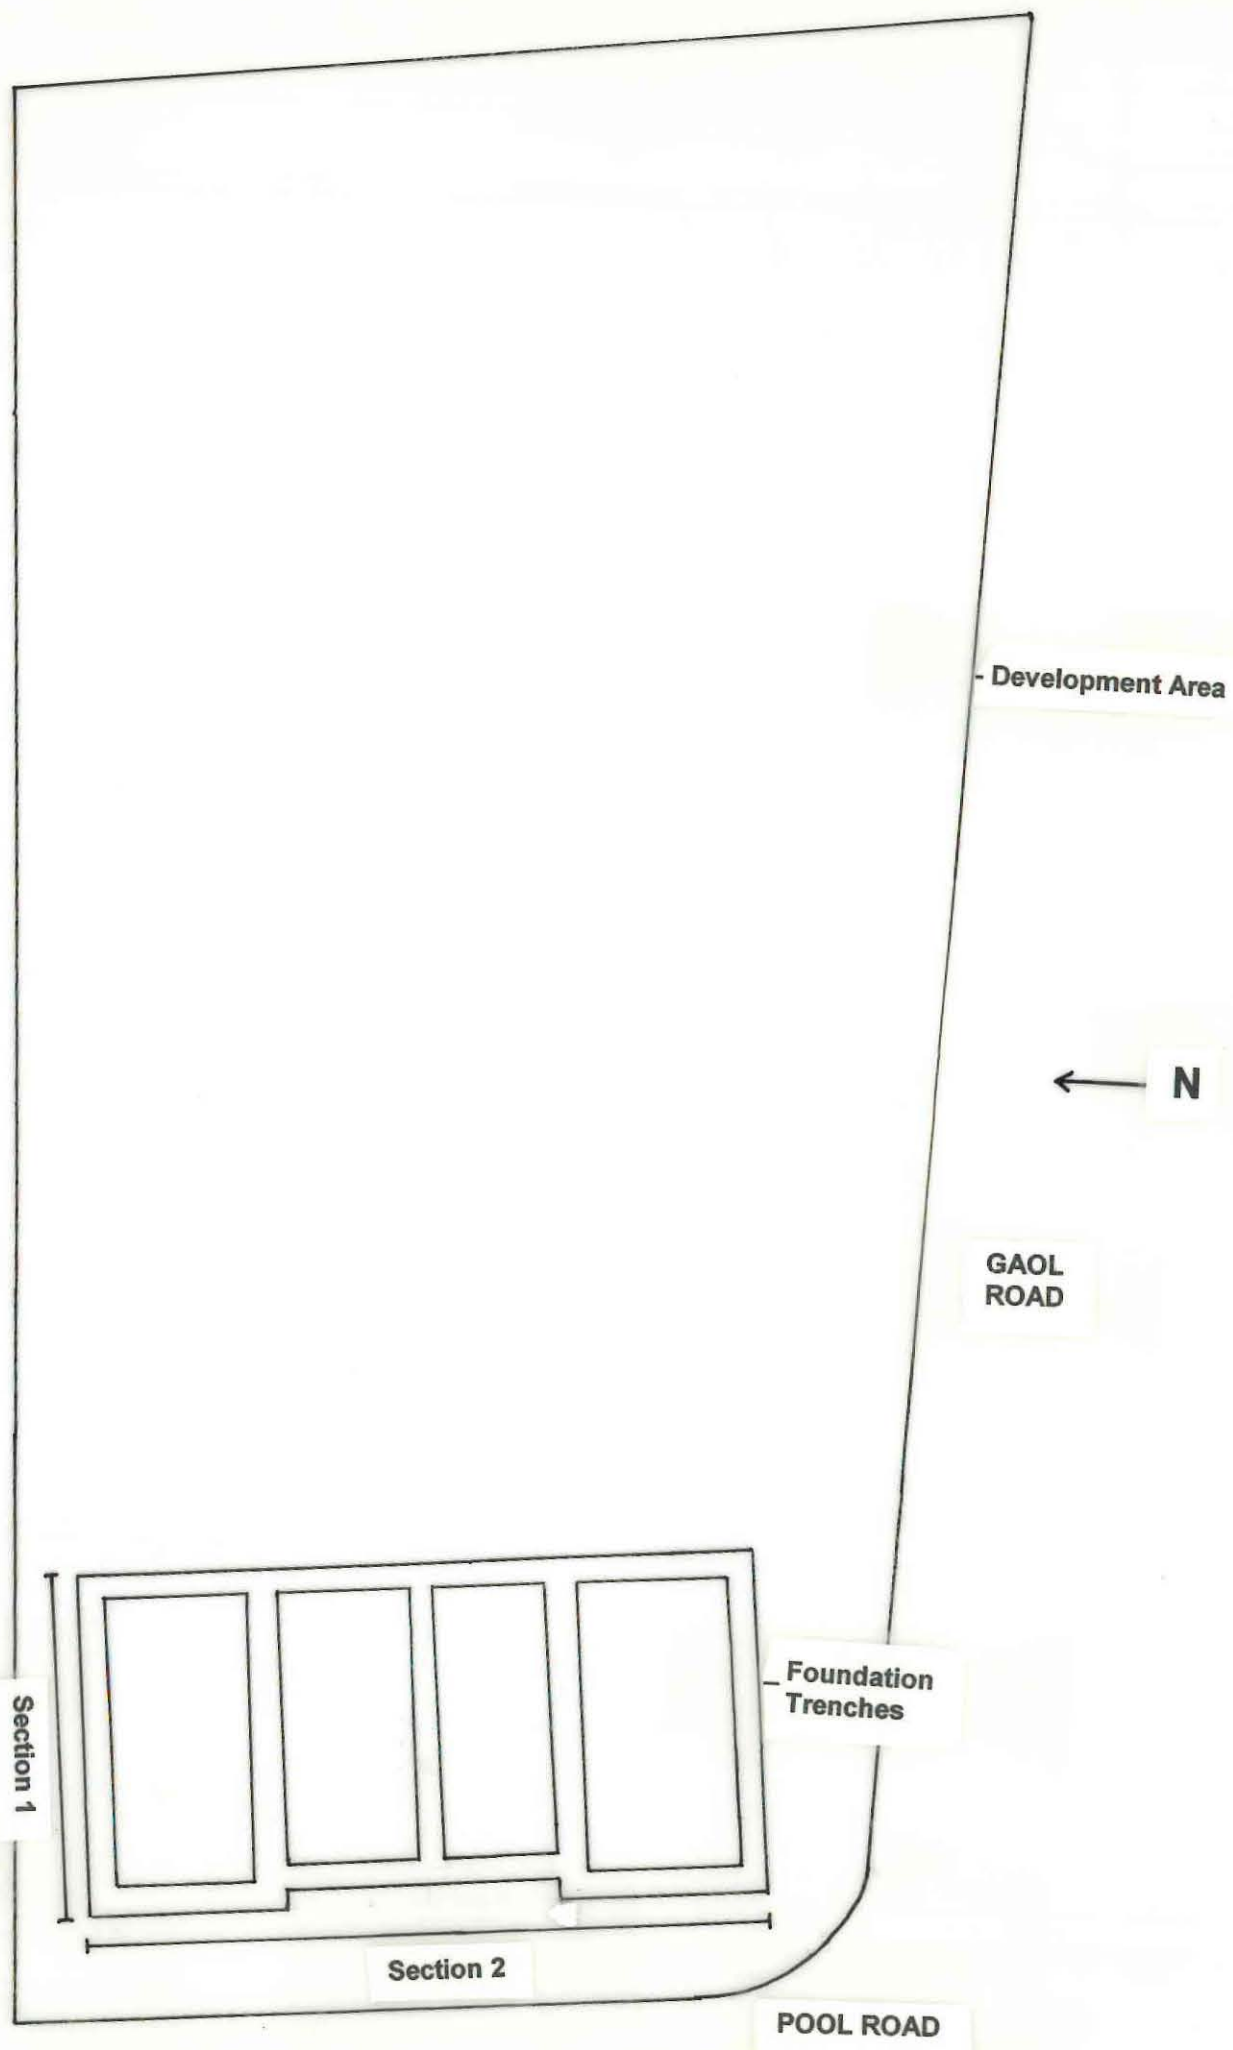 - Development Area
N
GAOL
ROAD
Foundation
Trenches
Section 1
Section 2
POOL ROAD